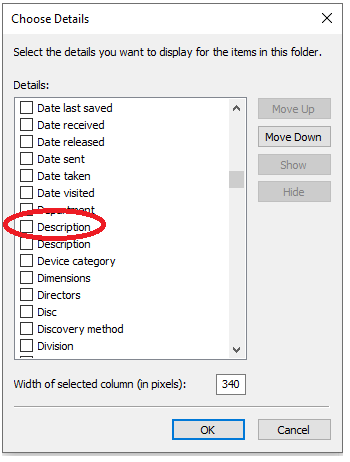 Choose Details
Select the details you want to display for the items in this folder.
Details:
Date last saved
Date received
Date released
Date sent
Date taken
Date visited
Department
Description
Description
Device category
Dimensions
Directors
Disc
Discovery method
Division
Move Up
Move Down
Show
Hide
Width of selected column (in pixels): 340
OK Cancel